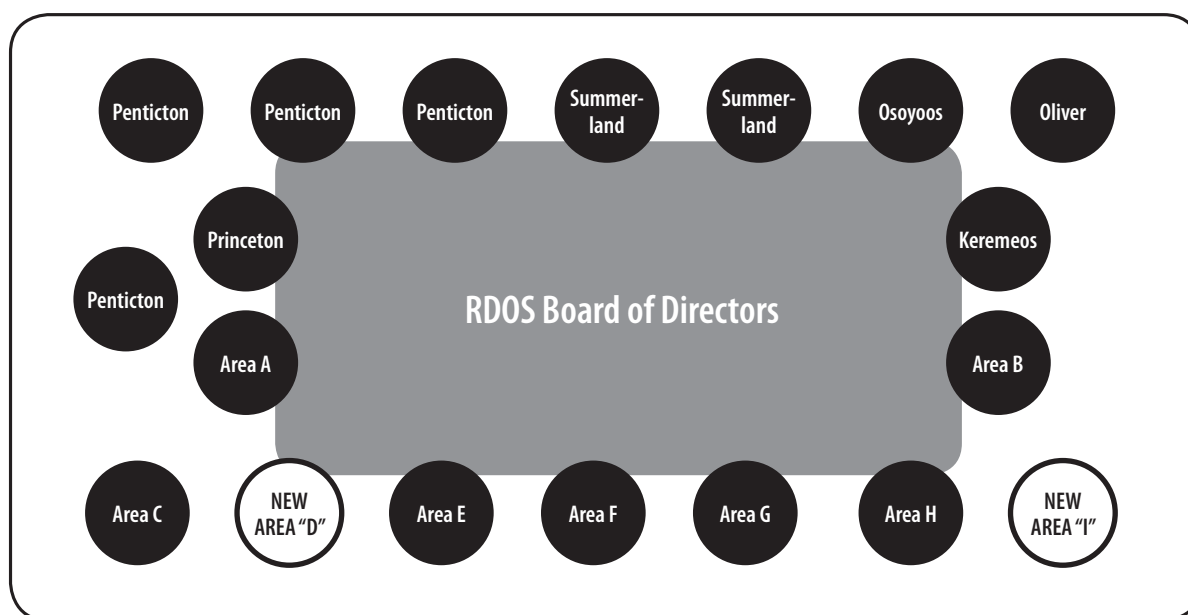 Penticton
Penticton
Penticton
Summer-
land
Summer-
land
Osoyoos
Oliver
Princeton
Keremeos
Penticton
RDOS Board of Directors
Area A
Area B
Area C
NEW
AREA “D”
Area E
Area F
Area G
Area H
NEW
AREA “I”